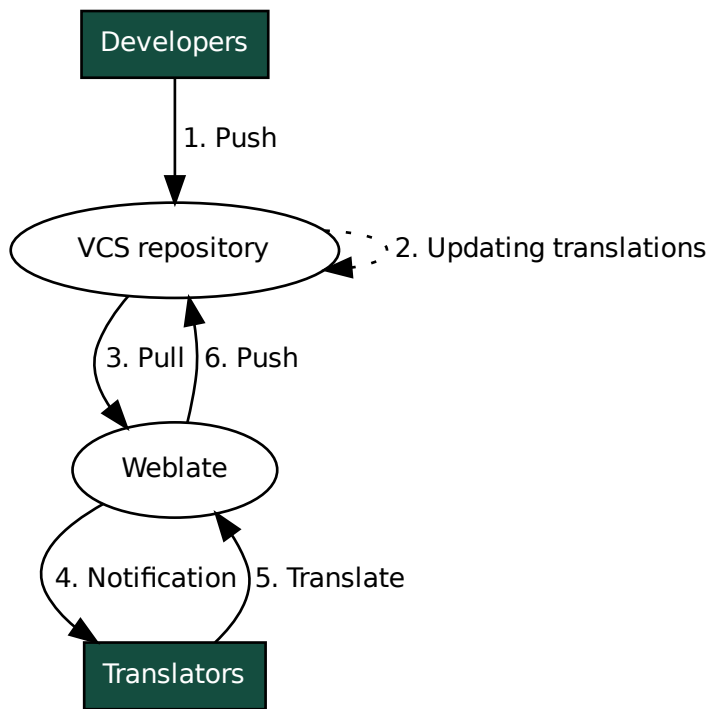 Developers
1. Push
VCS repository
2. Updating translations
3. Pull
6. Push
Weblate
4. Notification
5. Translate
Translators